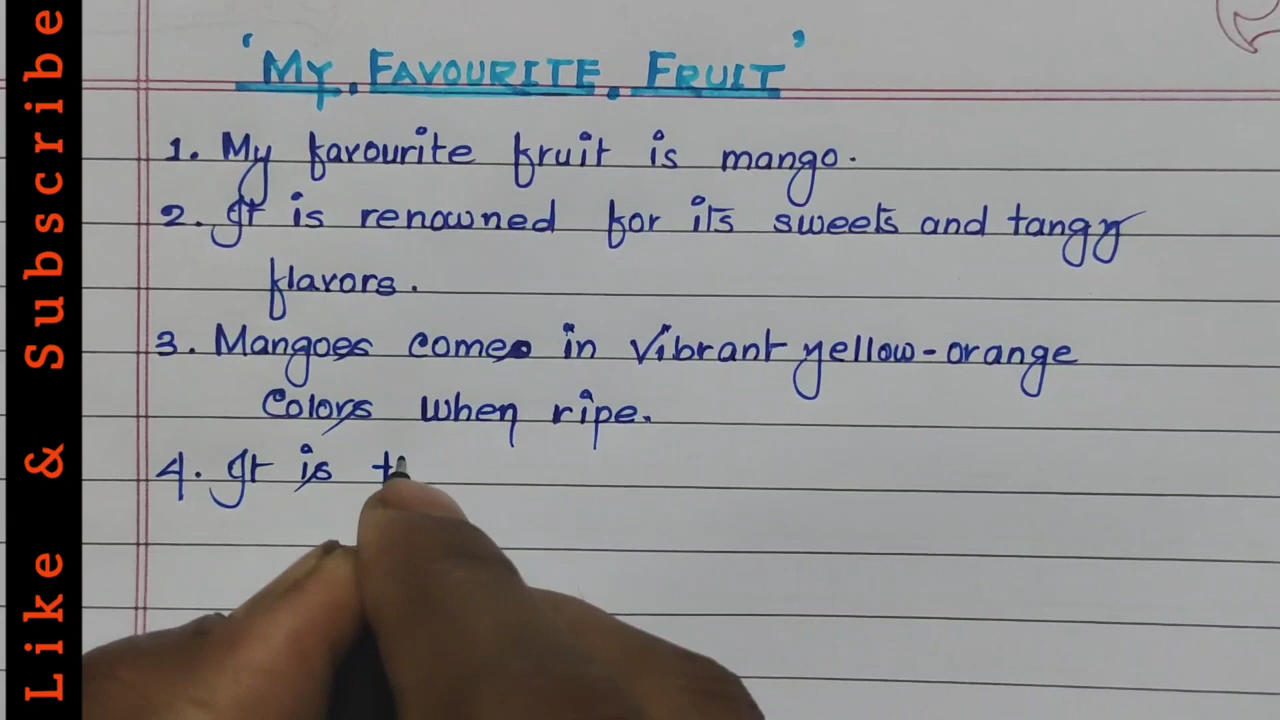 Like & Subscribe
'MY FAVOURITE FRUIT'
1. My favourite fruit is mango.
2. It is renowned for its sweets and tangy
flavors.
3. Mangoes come in vibrant yellow-orange
Colors when ripe.
4. It is